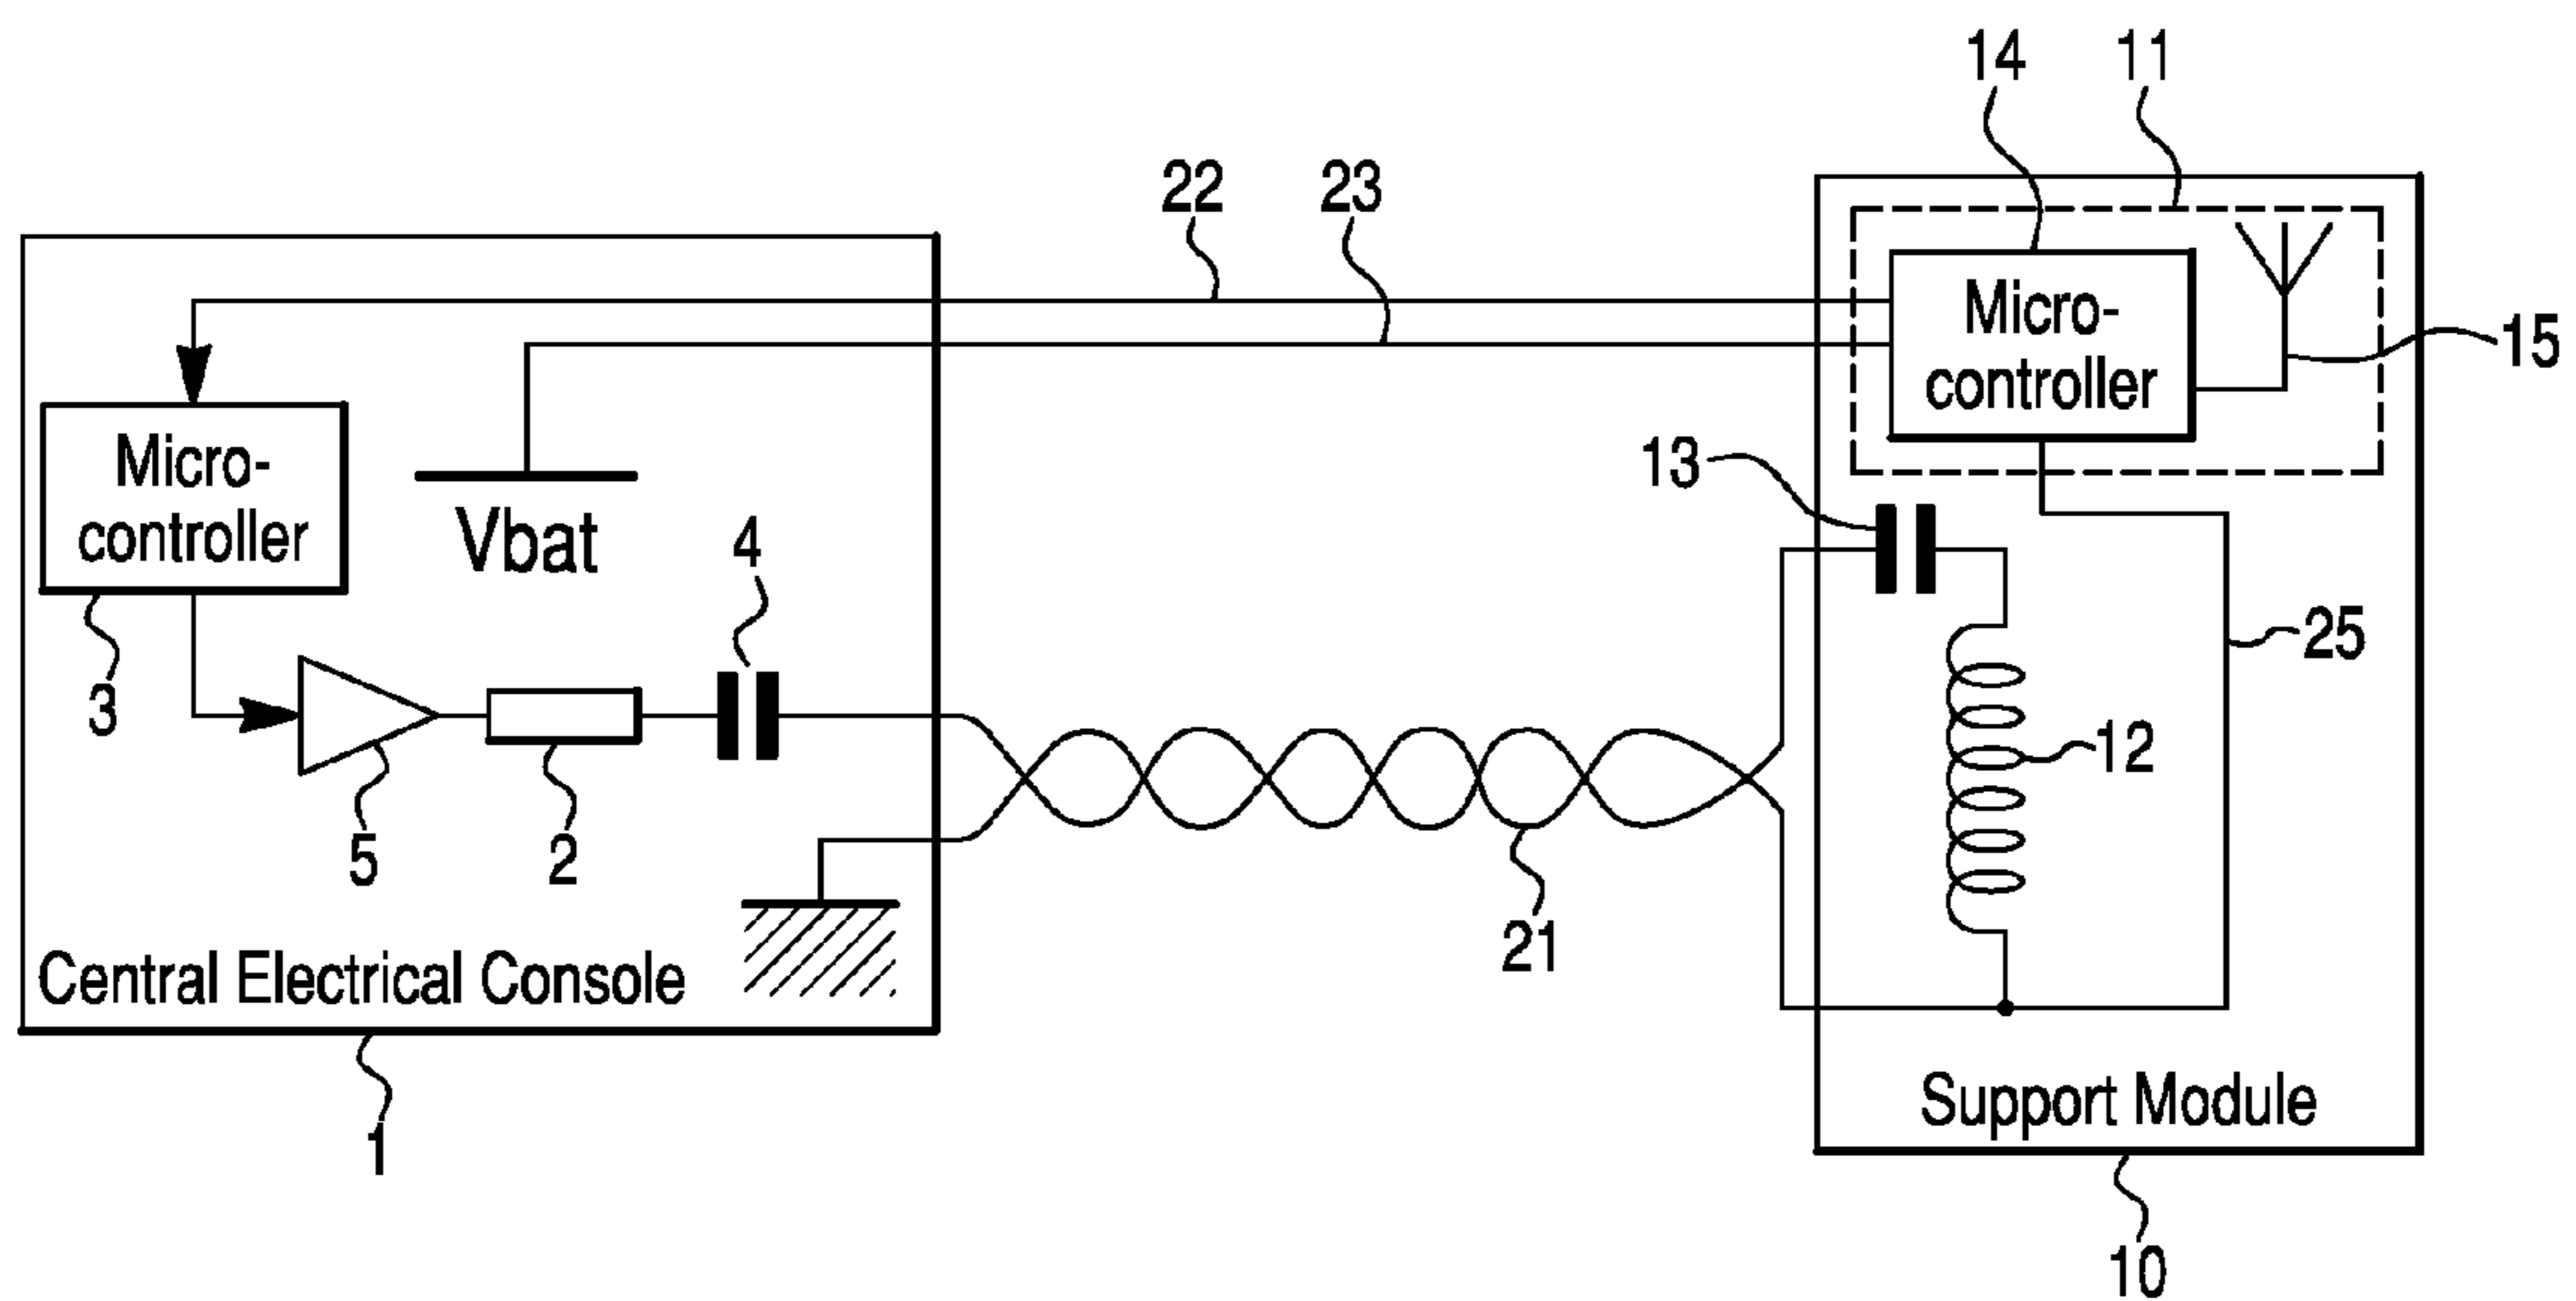 14
11
22
23
Micro-
controller
15
13
Micro-
controller
Vbat
4
25
3
12
5
2
21
Central Electrical Console
Support Module
1
10